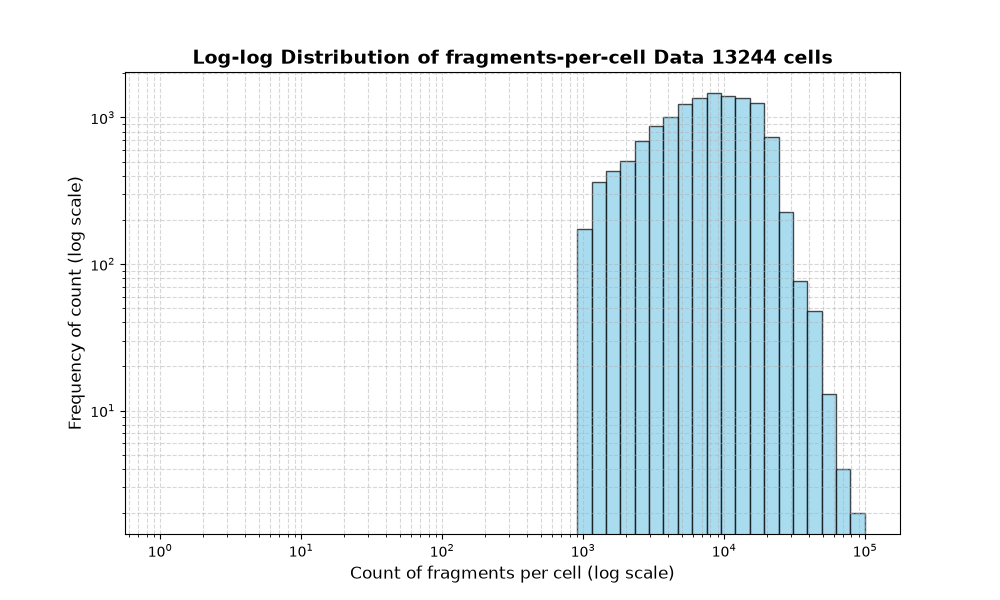 Log-log Distribution of fragments-per-cell Data 13244 cells
Frequency of count (log scale)
10³
10²
10¹
10⁰ 10¹ 10² 10³ 10⁴ 10⁵
Count of fragments per cell (log scale)